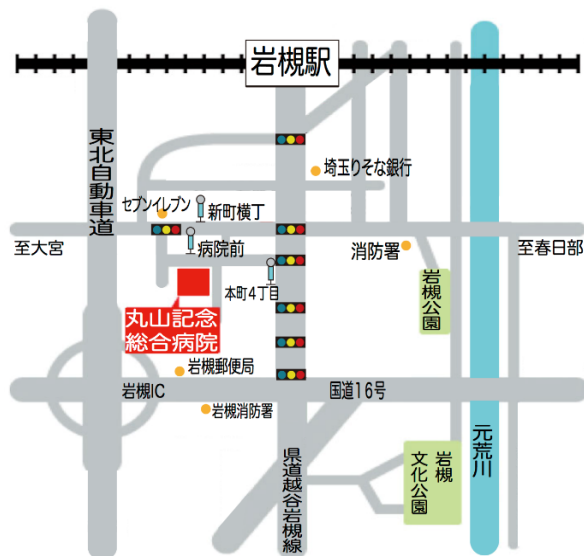 岩槻駅
東北自動車道
埼玉りそな銀行
セブンイレブン
新町横丁
至大宮
病院前
消防署
至春日部
本町4丁目
岩槻公園
丸山記念
総合病院
岩槻郵便局
岩槻IC
国道16号
岩槻消防署
県道越谷岩槻線
岩槻
文化公園
元荒川